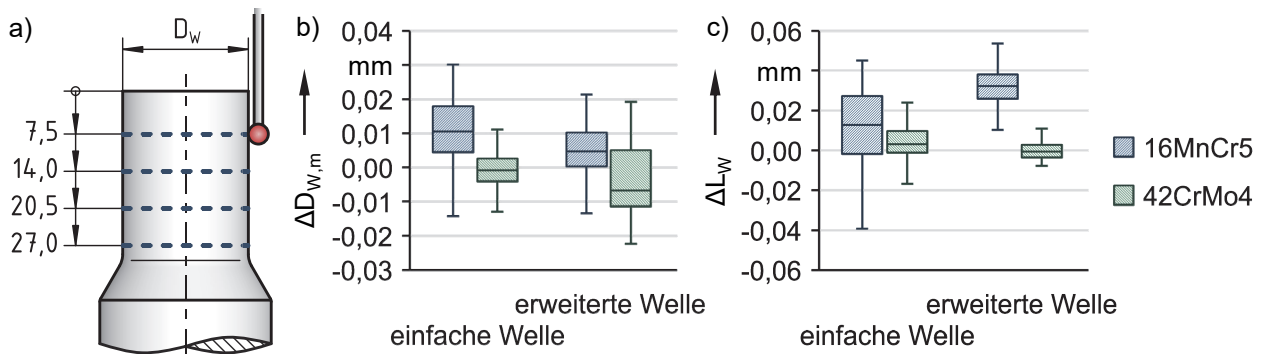 a)
D_W
7,5
14,0
20,5
27,0
b)
0,04
mm
0,02
0,01
0,00
-0,01
-0,02
-0,03
ΔD_W,m
einfache Welle
erweiterte Welle
c)
0,06
mm
0,02
0,00
-0,02
-0,04
-0,06
ΔL_W
einfache Welle
erweiterte Welle
16MnCr5
42CrMo4